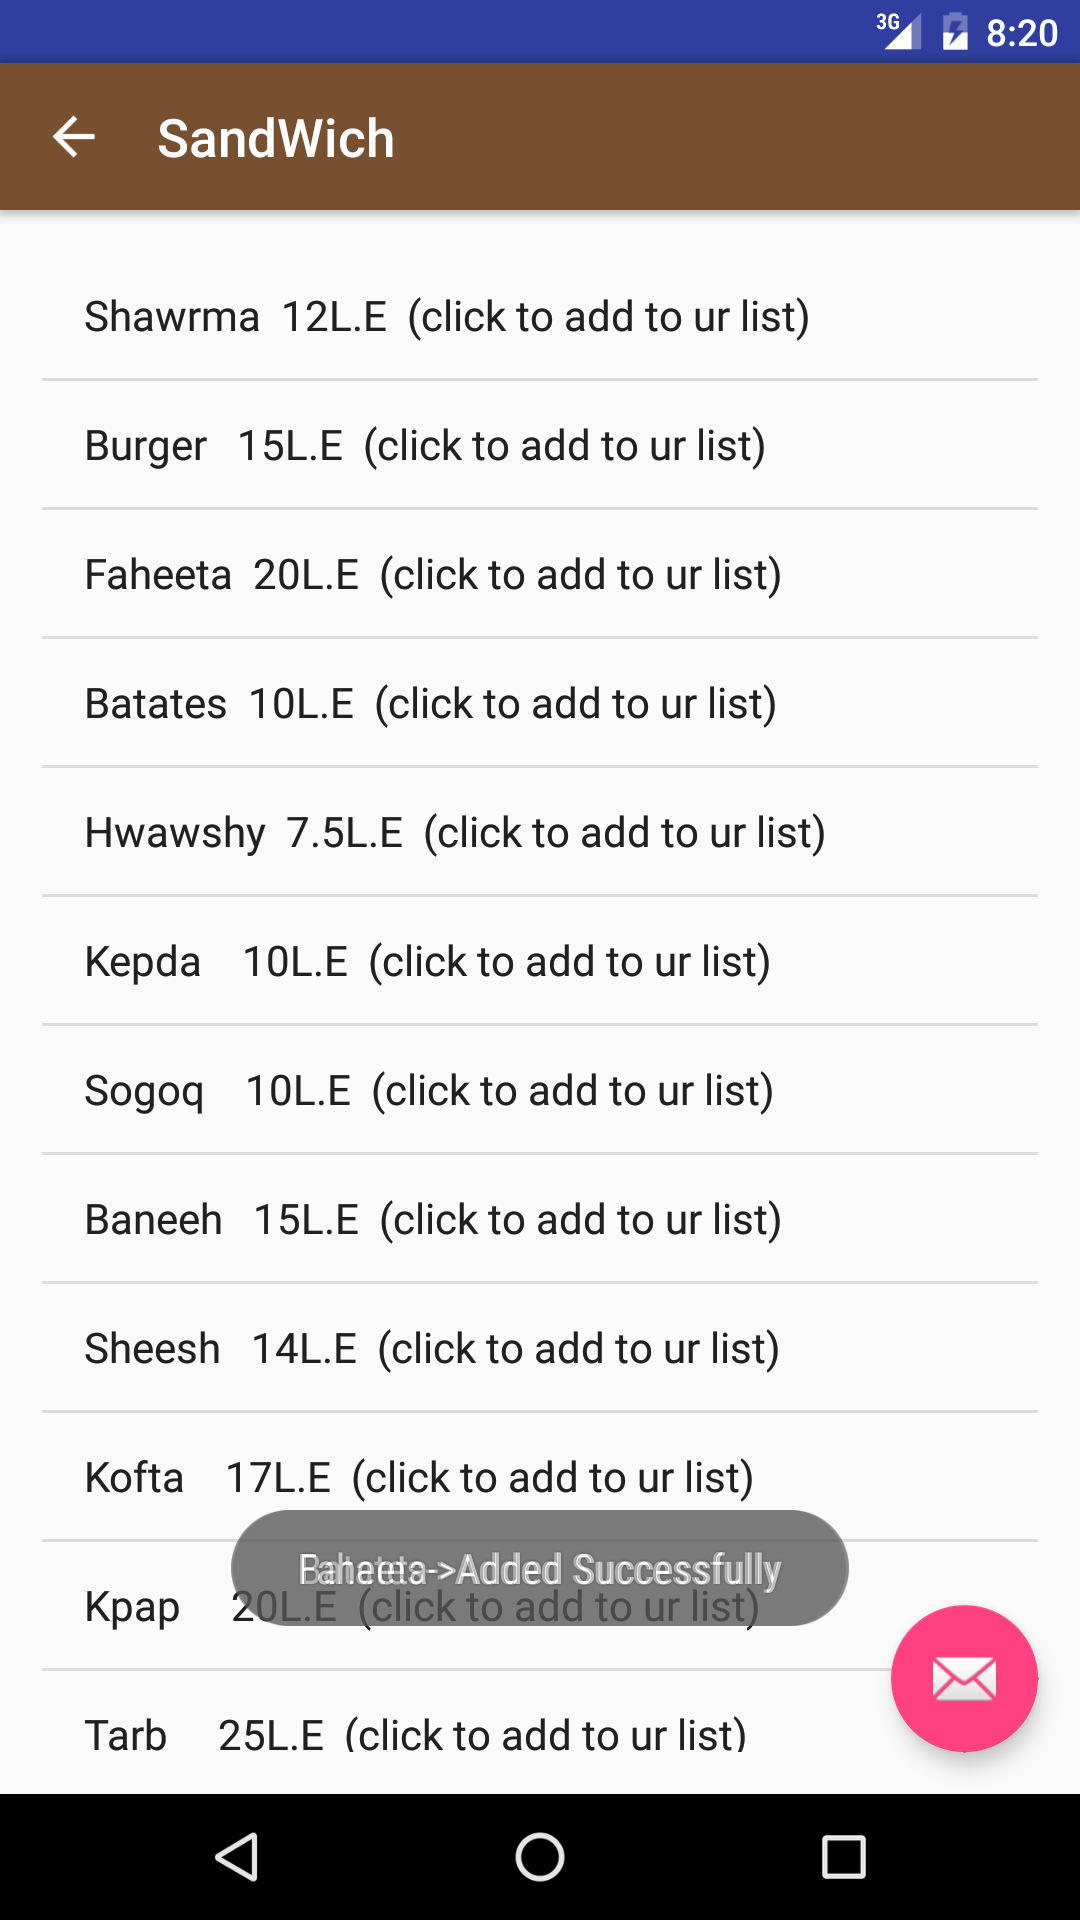 3G 8:20
SandWich
Shawrma 12L.E (click to add to ur list)
Burger 15L.E (click to add to ur list)
Faheeta 20L.E (click to add to ur list)
Batates 10L.E (click to add to ur list)
Hwawshy 7.5L.E (click to add to ur list)
Kepda 10L.E (click to add to ur list)
Sogoq 10L.E (click to add to ur list)
Baneeh 15L.E (click to add to ur list)
Sheesh 14L.E (click to add to ur list)
Kofta 17L.E (click to add to ur list)
->Added Successfully
Kpap 20L.E (click to add to ur list)
Tarb 25L.E (click to add to ur list)